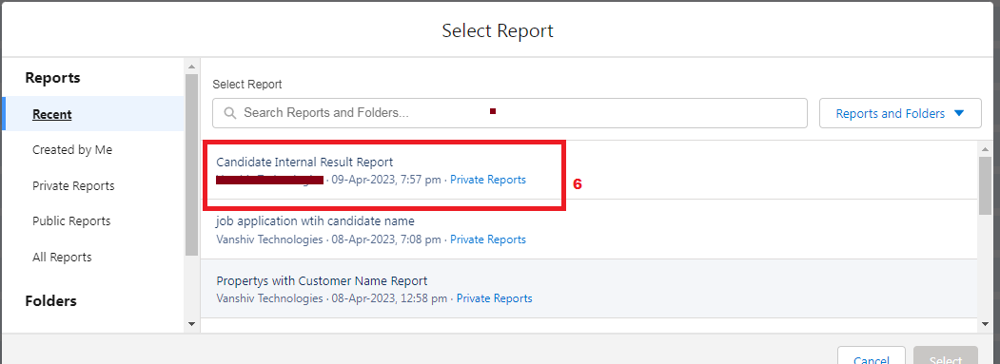 Select Report
Reports
Recent
Created by Me
Private Reports
Public Reports
All Reports
Folders
Select Report
Search Reports and Folders...
Reports and Folders
Candidate Internal Result Report
· 09-Apr-2023, 7:57 pm · Private Reports
6
job application wtih candidate name
Vanshiv Technologies · 08-Apr-2023, 7:08 pm · Private Reports
Propertys with Customer Name Report
Vanshiv Technologies · 08-Apr-2023, 12:58 pm · Private Reports
Cancel
Select